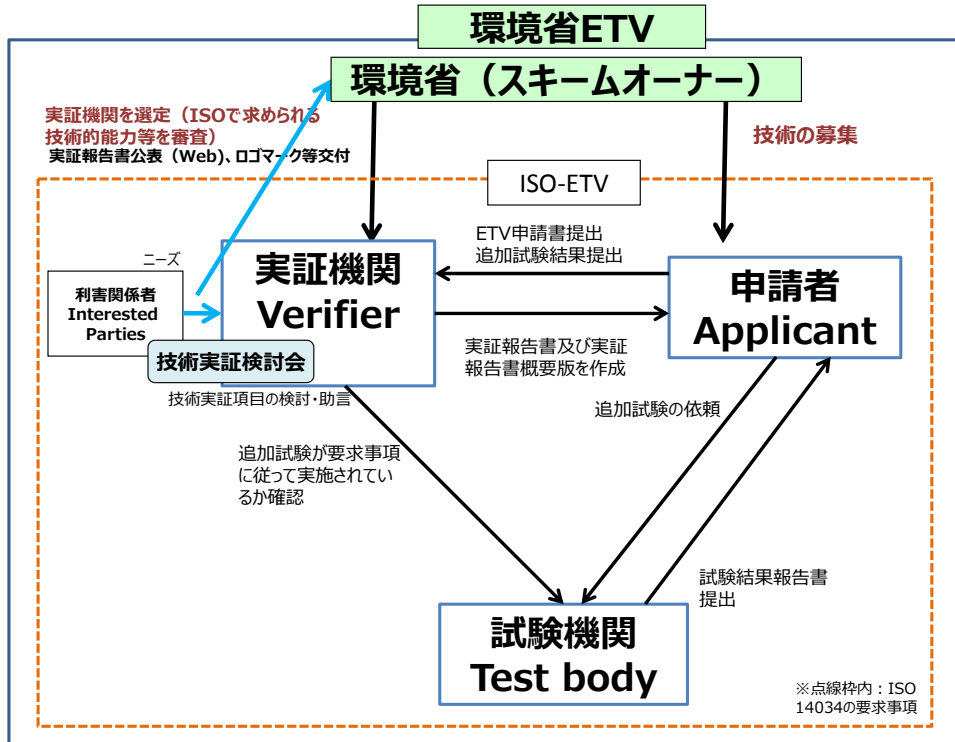 環境省ETV
環境省（スキームオーナー）
実証機関を選定（ISOで求められる
技術的能力等を審査）
実証報告書公表（Web)、ロゴマーク等交付
技術の募集
ISO-ETV
ETV申請書提出
追加試験結果提出
ニーズ
利害関係者
Interested
Parties
実証機関
Verifier
申請者
Applicant
技術実証検討会
技術実証項目の検討・助言
実証報告書及び実証
報告書概要版を作成
追加試験の依頼
追加試験が要求事項
に従って実施されてい
るか確認
試験結果報告書
提出
試験機関
Test body
※点線枠内：ISO
14034の要求事項